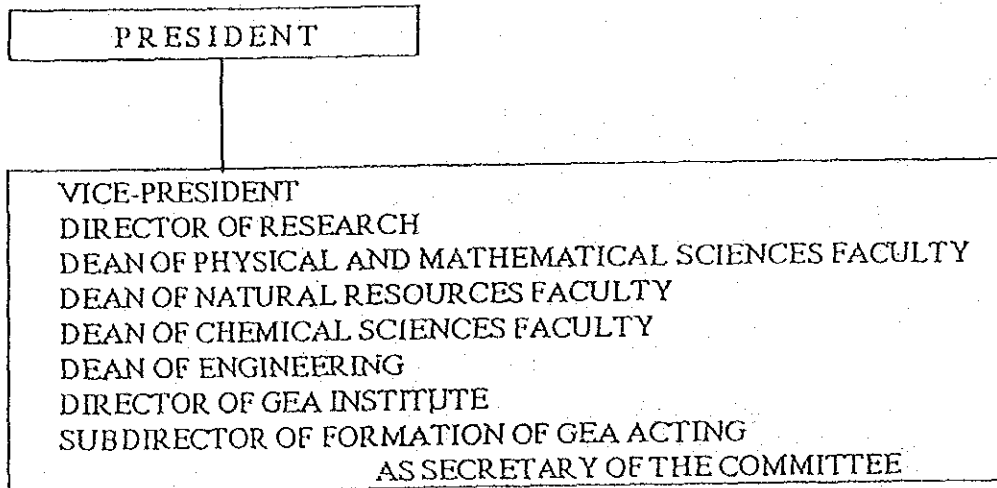 PRESIDENT
VICE-PRESIDENT
DIRECTOR OF RESEARCH
DEAN OF PHYSICAL AND MATHEMATICAL SCIENCES FACULTY
DEAN OF NATURAL RESOURCES FACULTY
DEAN OF CHEMICAL SCIENCES FACULTY
DEAN OF ENGINEERING
DIRECTOR OF GEA INSTITUTE
SUBDIRECTOR OF FORMATION OF GEA ACTING
AS SECRETARY OF THE COMMITTEE